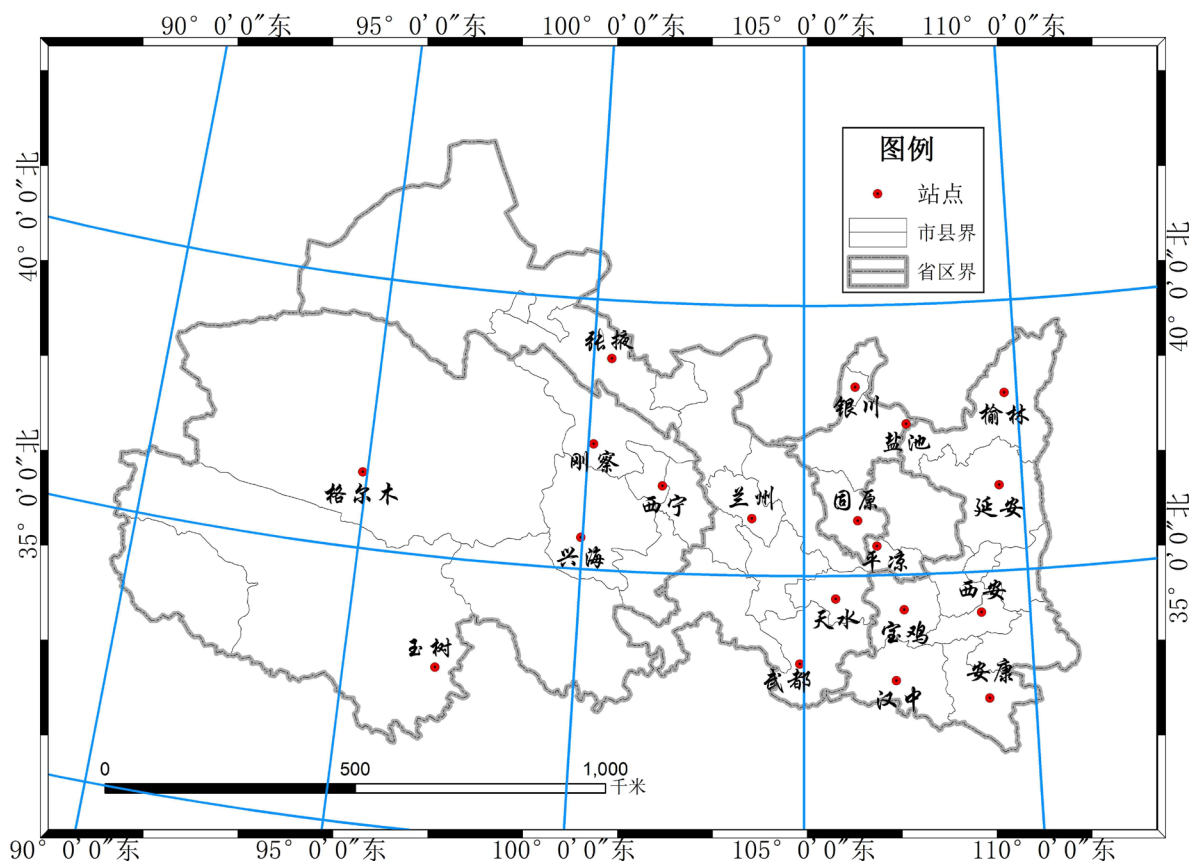 90° 0′0″东
95° 0′0″东
100° 0′0″东
105° 0′0″东
110° 0′0″东
40° 0′0″北
35° 0′0″北
40° 0′0″北
35° 0′0″北
图例
站点
市县界
省区界
张掖
银川
榆林
盐池
刚察
格尔木
西宁
兰州
固原
延安
兴海
平凉
西安
天水
宝鸡
玉树
武都
汉中
安康
0 500 1,000
千米
90° 0′0″东
95° 0′0″东
100° 0′0″东
105° 0′0″东
110° 0′0″东